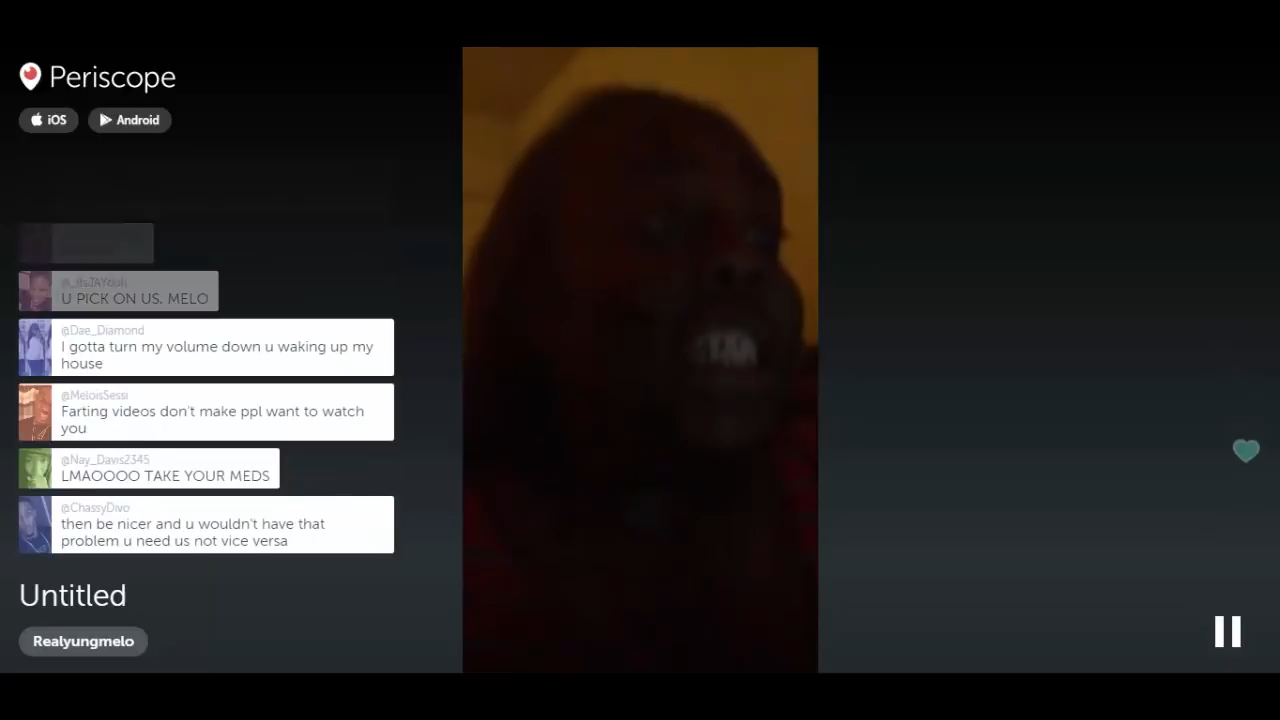 Periscope
iOS
Android
U PICK ON US. MELO
@Dae_Diamond
I gotta turn my volume down u waking up my
house
@MeloisSessi
Farting videos don't make ppl want to watch
you
@Nay_Davis2345
LMAOOOO TAKE YOUR MEDS
@ChassyDivo
then be nicer and u wouldn't have that
problem u need us not vice versa
Untitled
Realyungmelo